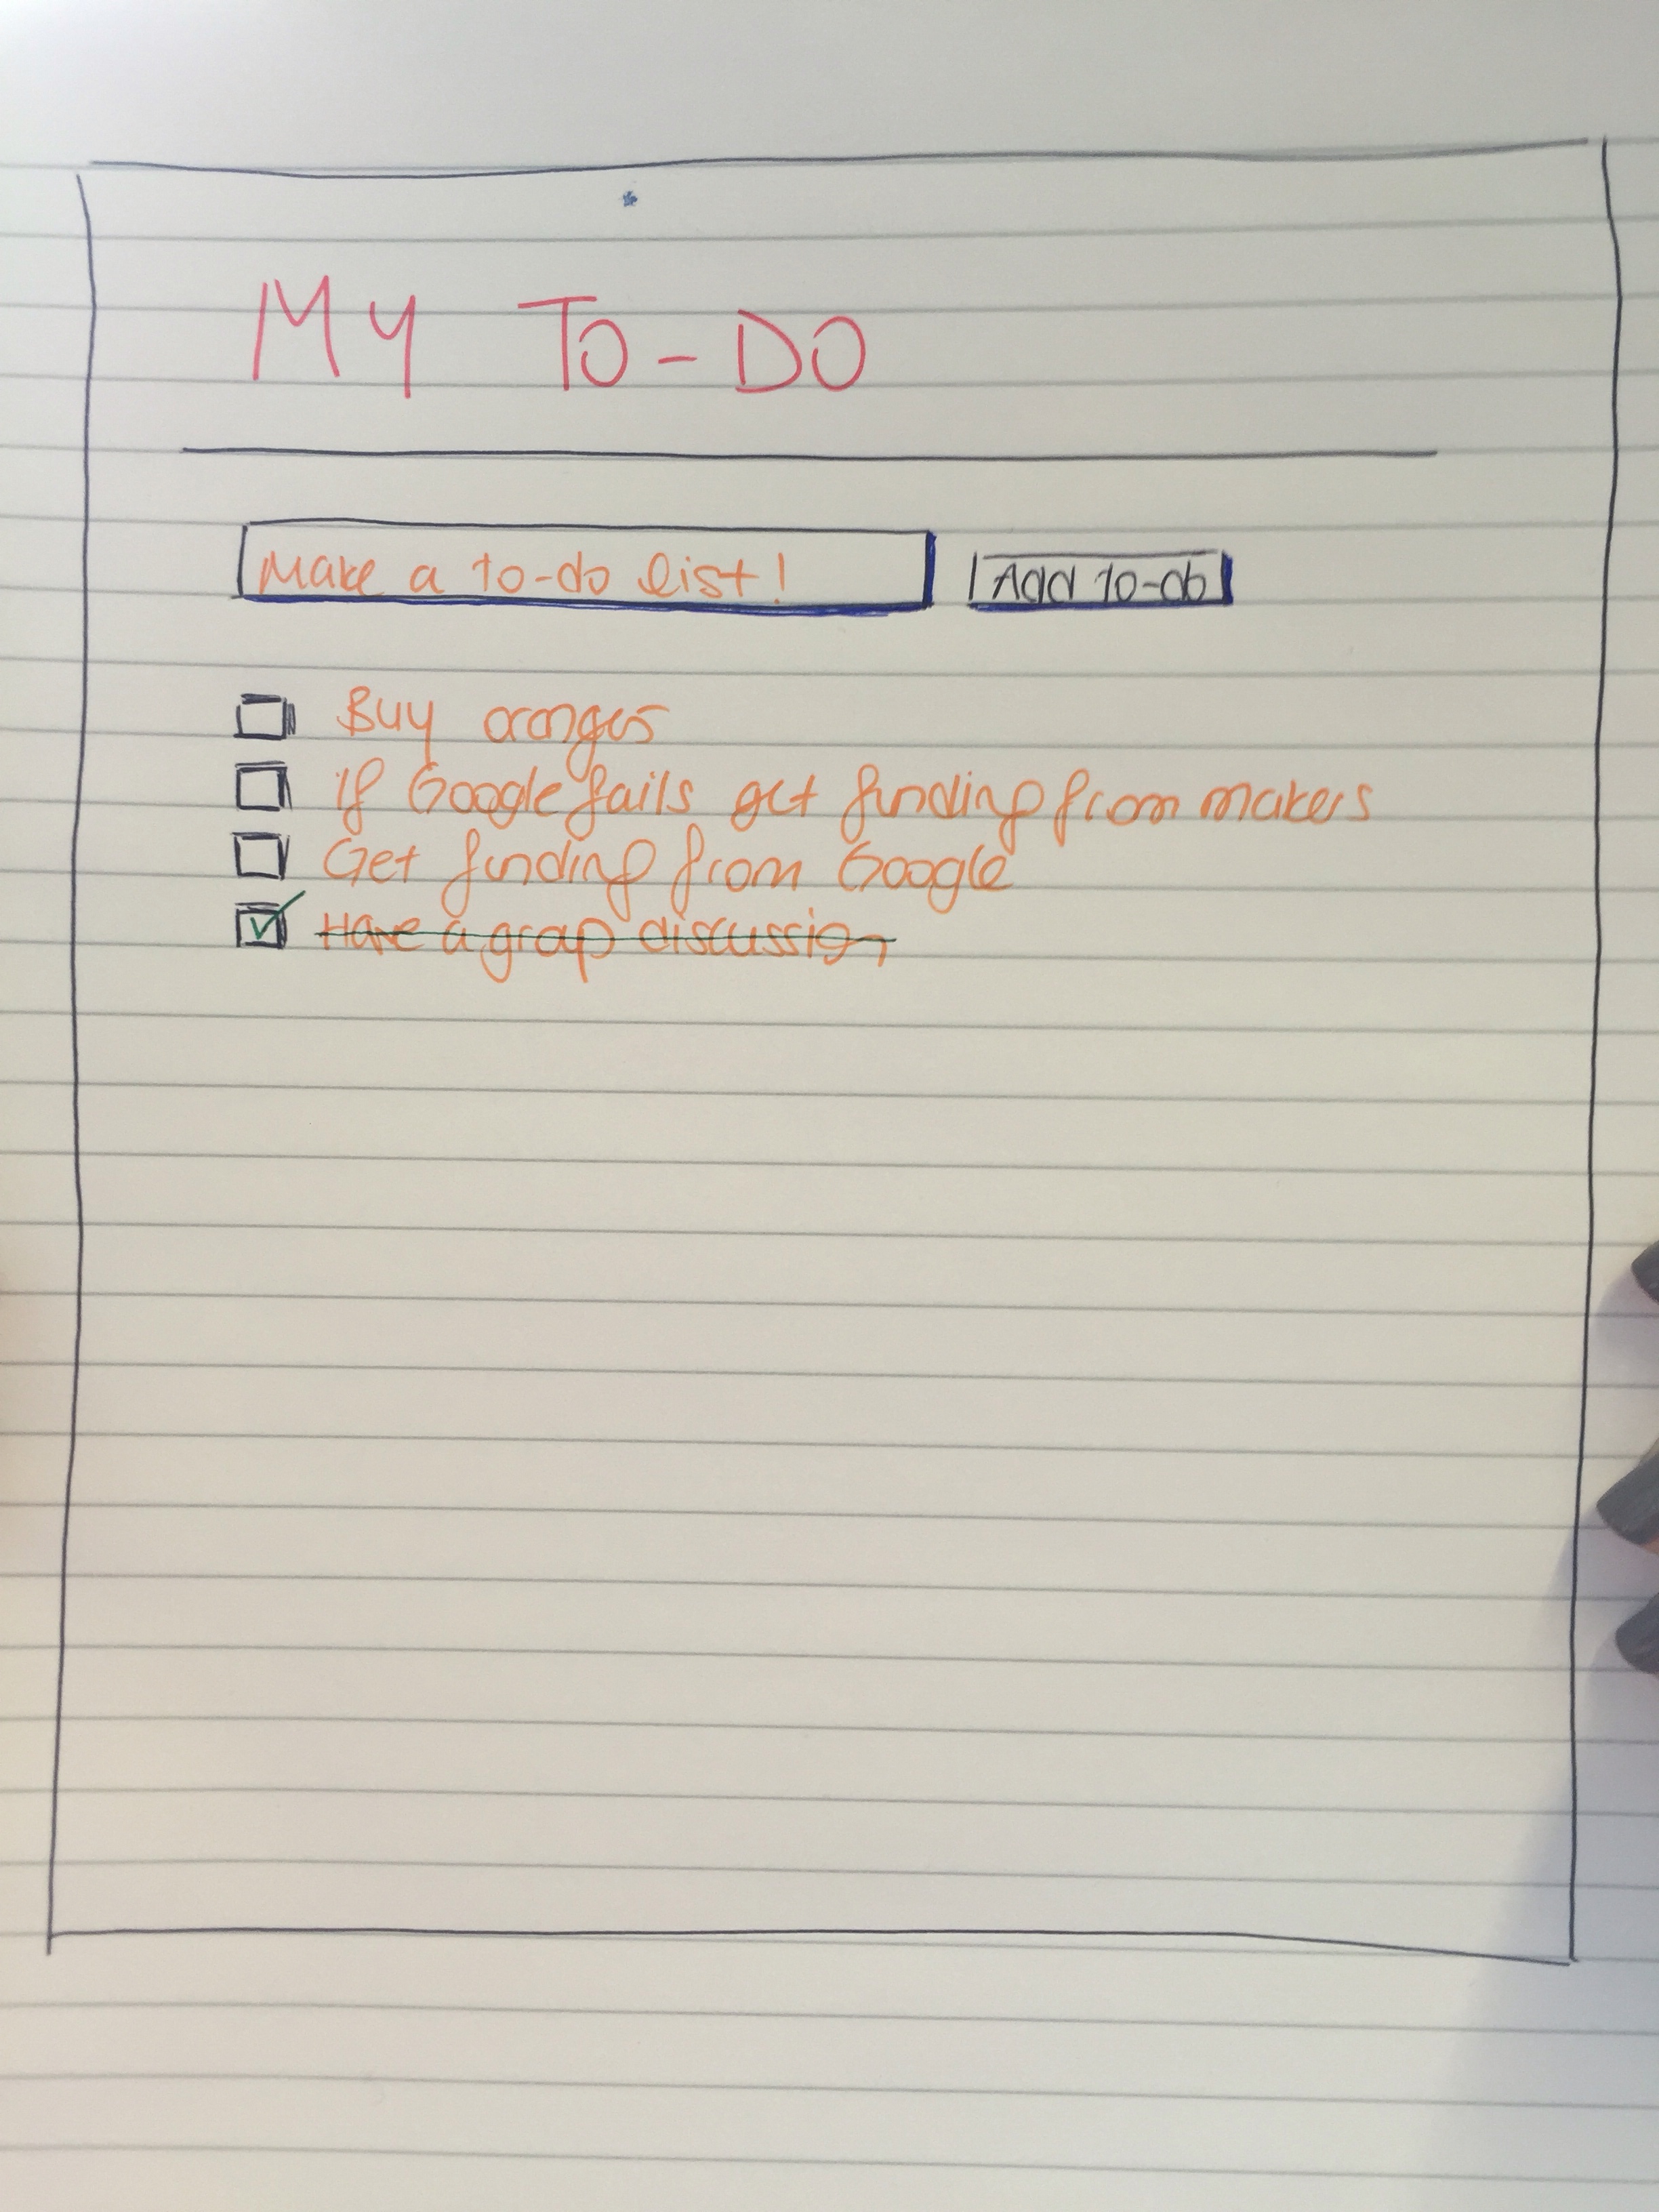 MY TO-DO
Make a to-do list!
Add to-do
Buy oranges
If Google fails get funding from makers
Get funding from Google
Have a group discussion